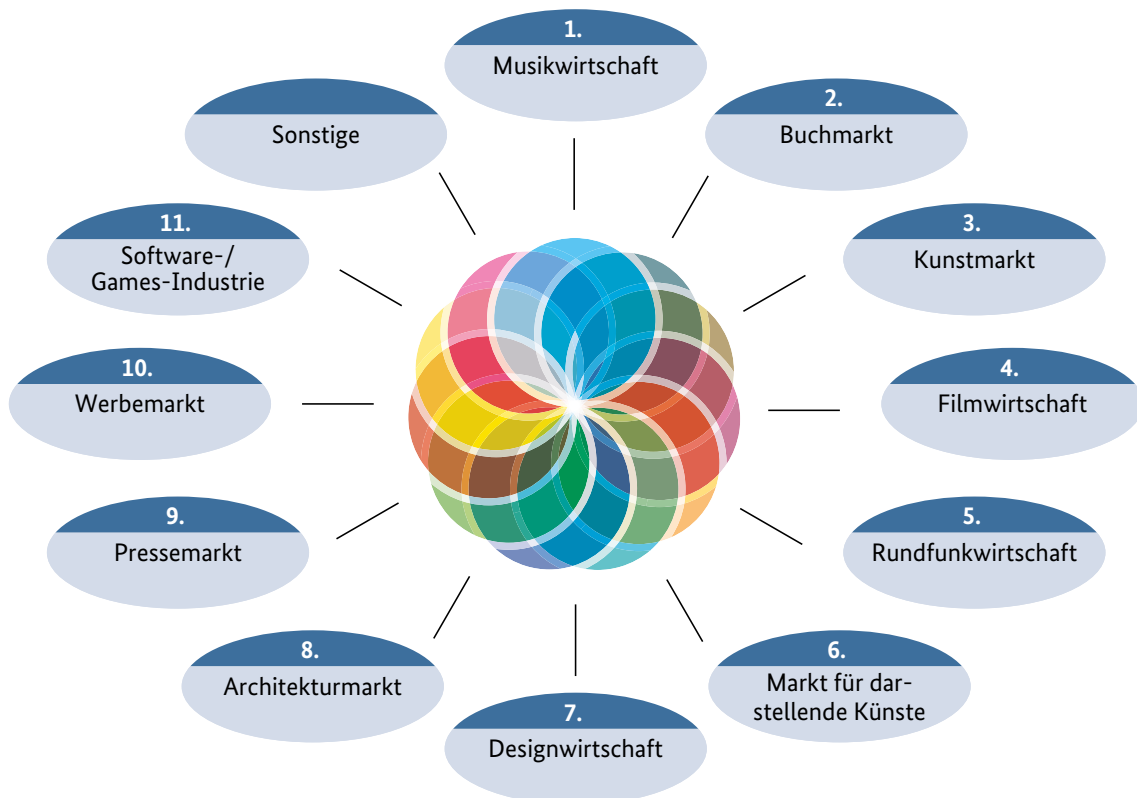 1.
Musikwirtschaft
2.
Buchmarkt
3.
Kunstmarkt
4.
Filmwirtschaft
5.
Rundfunkwirtschaft
6.
Markt für dar-
stellende Künste
7.
Designwirtschaft
8.
Architekturmarkt
9.
Pressemarkt
10.
Werbemarkt
11.
Software-/
Games-Industrie
Sonstige